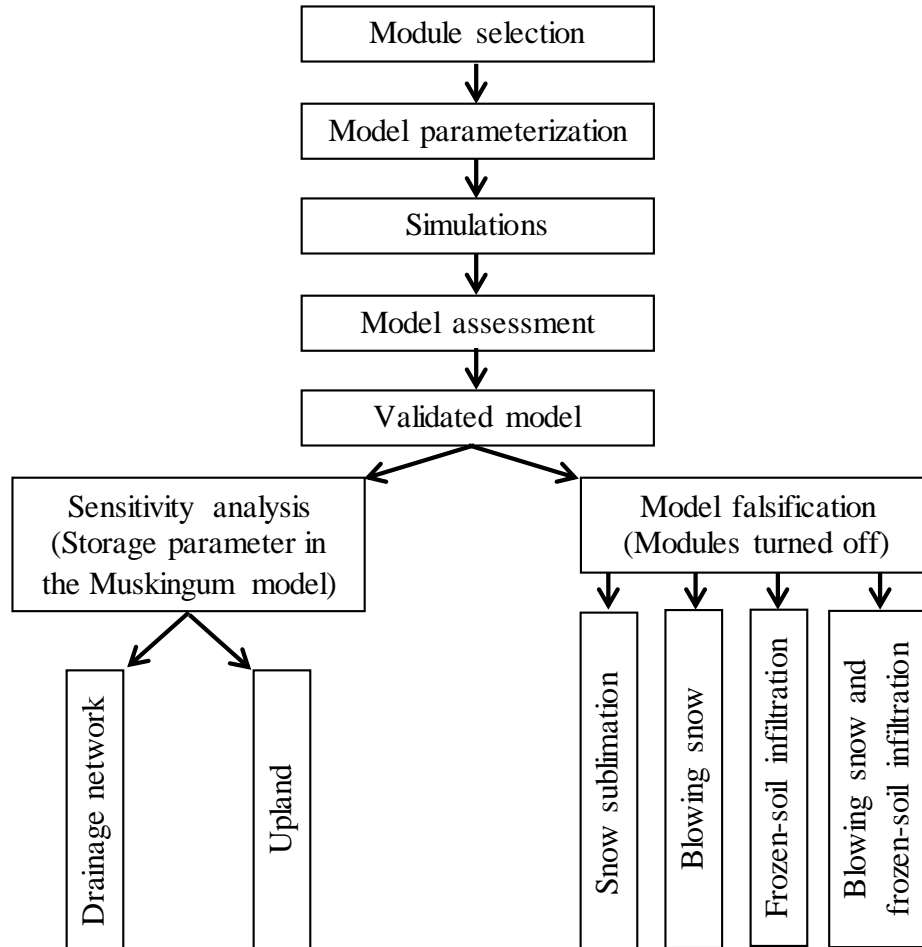 Module selection
Model parameterization
Simulations
Model assessment
Validated model
Sensitivity analysis
(Storage parameter in
the Muskingum model)
Model falsification
(Modules turned off)
Drainage network
Upland
Snow sublimation
Blowing snow
Frozen-soil infiltration
Blowing snow and
frozen-soil infiltration